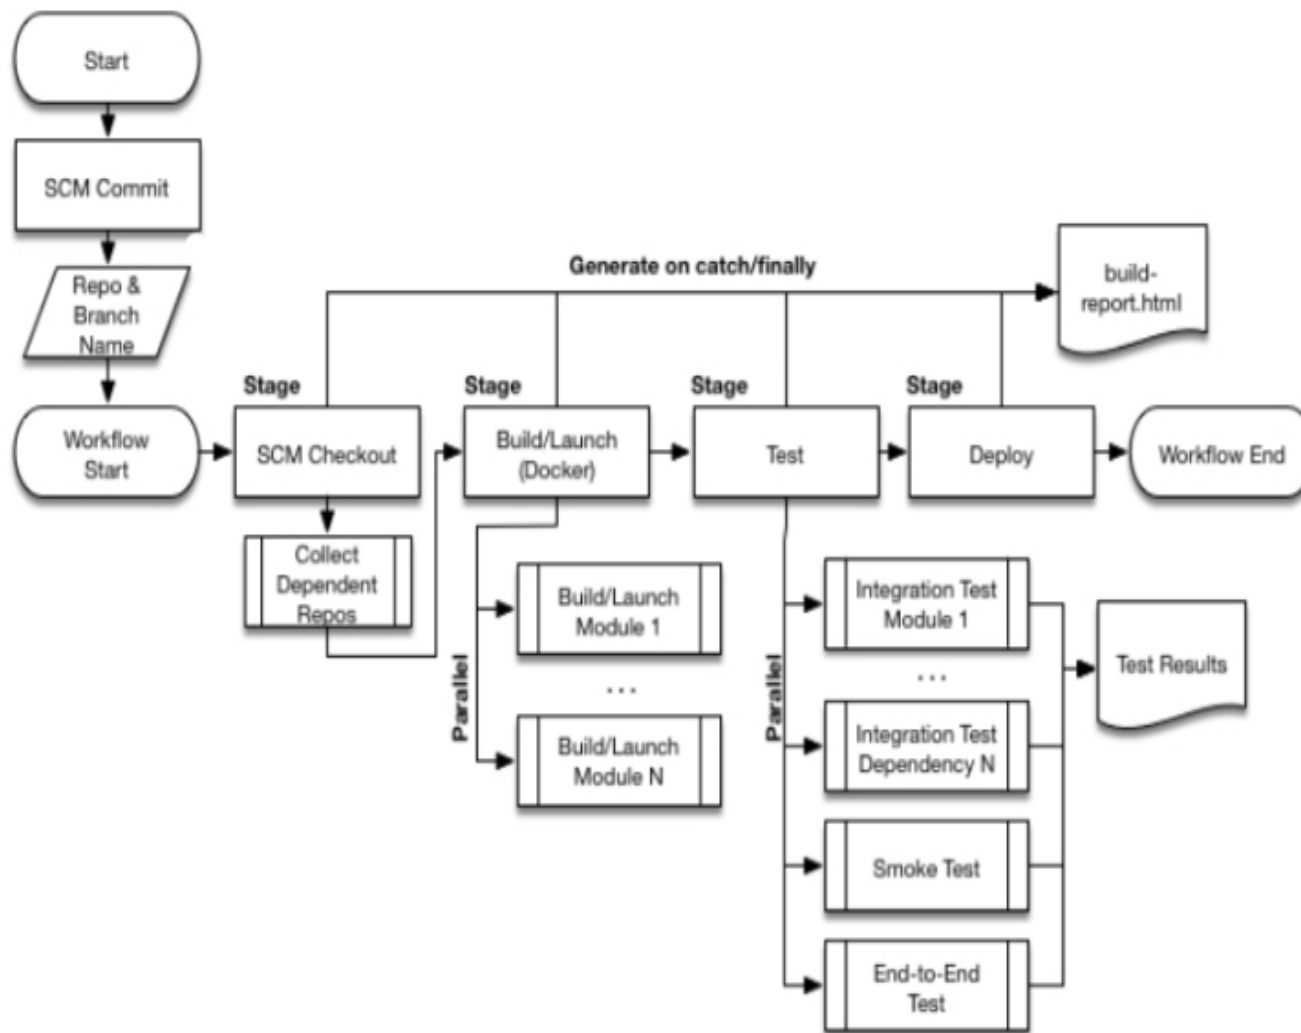 Start
SCM Commit
Repo &
Branch
Name
Workflow
Start
Generate on catch/finally
build-
report.html
Stage
SCM Checkout
Collect
Dependent
Repos
Stage
Build/Launch
(Docker)
Parallel
Build/Launch
Module 1
...
Build/Launch
Module N
Stage
Test
Parallel
Integration Test
Module 1
...
Integration Test
Dependency N
Smoke Test
End-to-End
Test
Test Results
Stage
Deploy
Workflow End